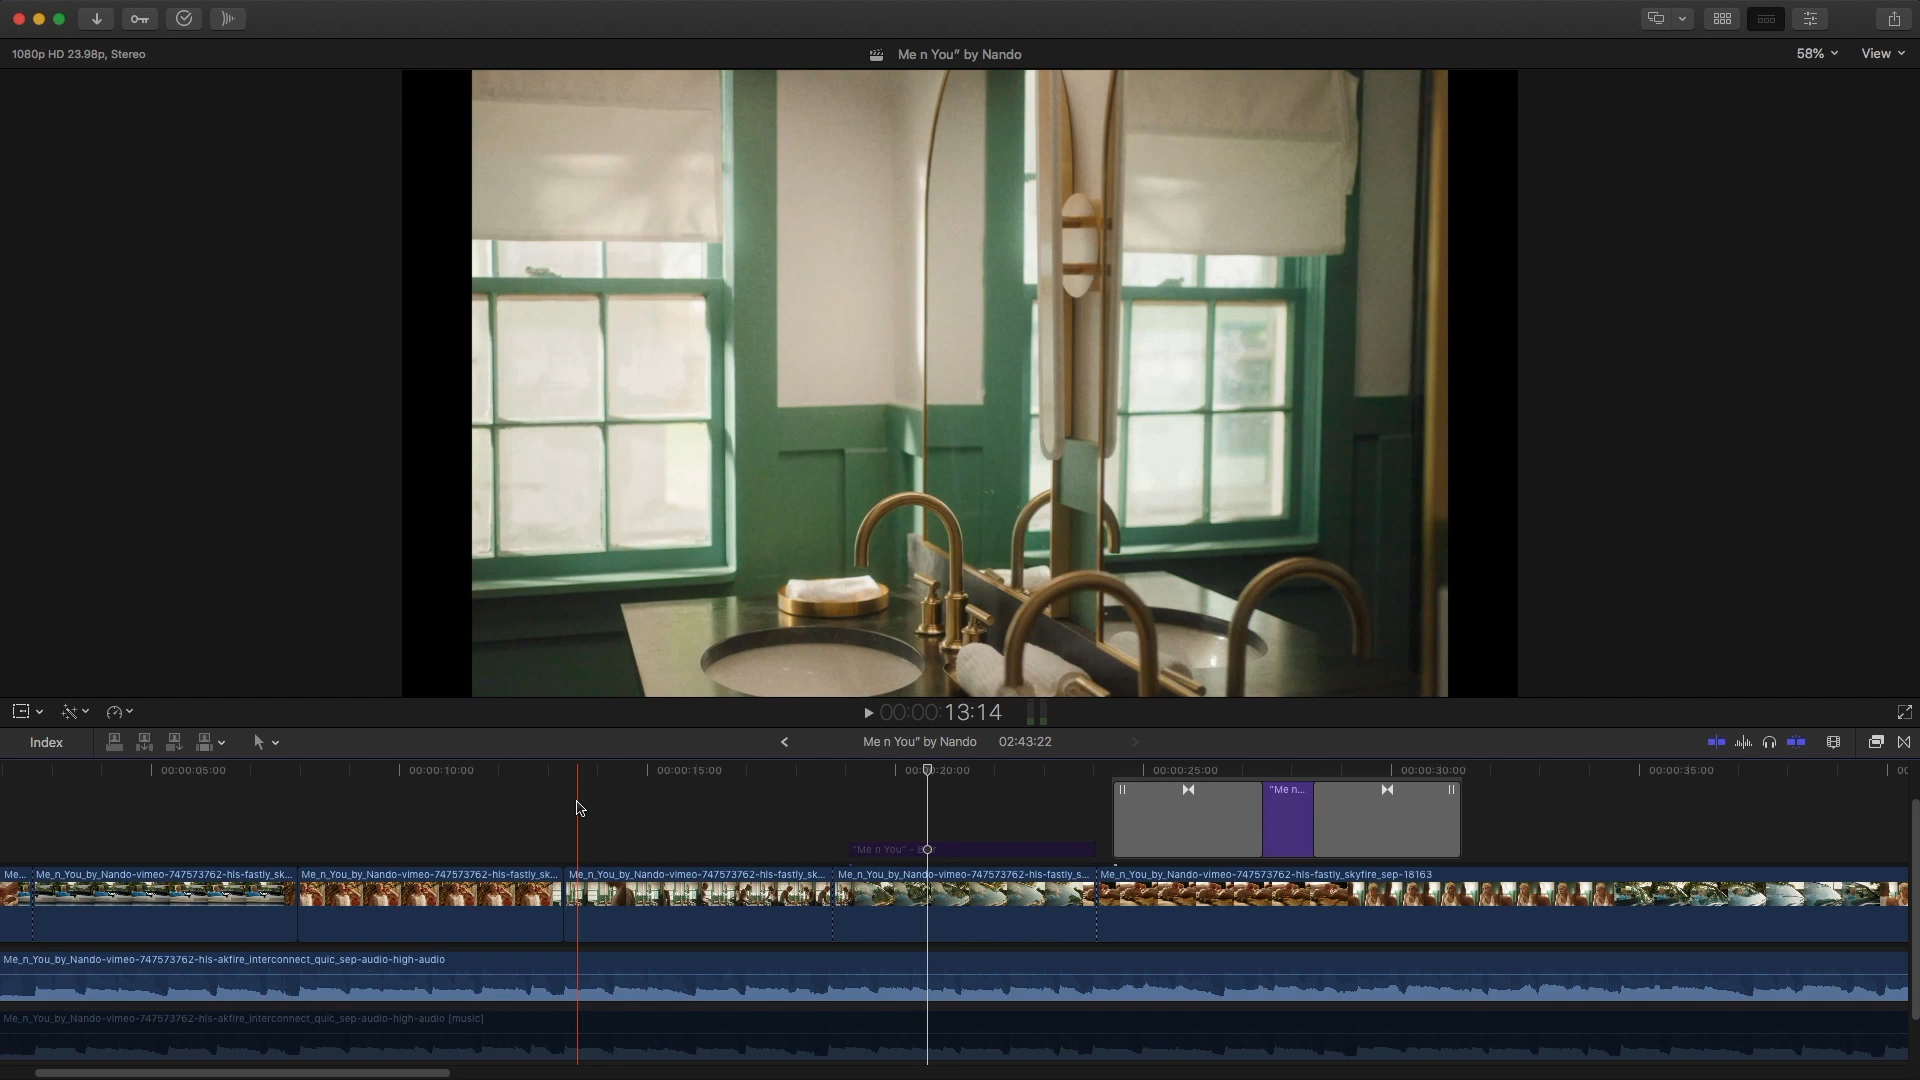 1080p HD 23.98p, Stereo
Me n You” by Nando
58%
View
00:00:13:14
Index
Me n You” by Nando
02:43:22
00:00:05:00
00:00:10:00
00:00:15:00
00:00:20:00
00:00:25:00
00:00:30:00
00:00:35:00
"Me n...
"Me n You" -
Me...
Me_n_You_by_Nando-vimeo-747573762-hls-fastly_sk...
Me_n_You_by_Nando-vimeo-747573762-hls-fastly_sk...
Me_n_You_by_Nando-vimeo-747573762-hls-fastly_sk...
Me_n_You_by_Nando-vimeo-747573762-hls-fastly_s...
Me_n_You_by_Nando-vimeo-747573762-hls-fastly_skyfire_sep-18163
Me_n_You_by_Nando-vimeo-747573762-hls-akfire_interconnect_quic_sep-audio-high-audio
Me_n_You_by_Nando-vimeo-747573762-hls-akfire_interconnect_quic_sep-audio-high-audio [music]